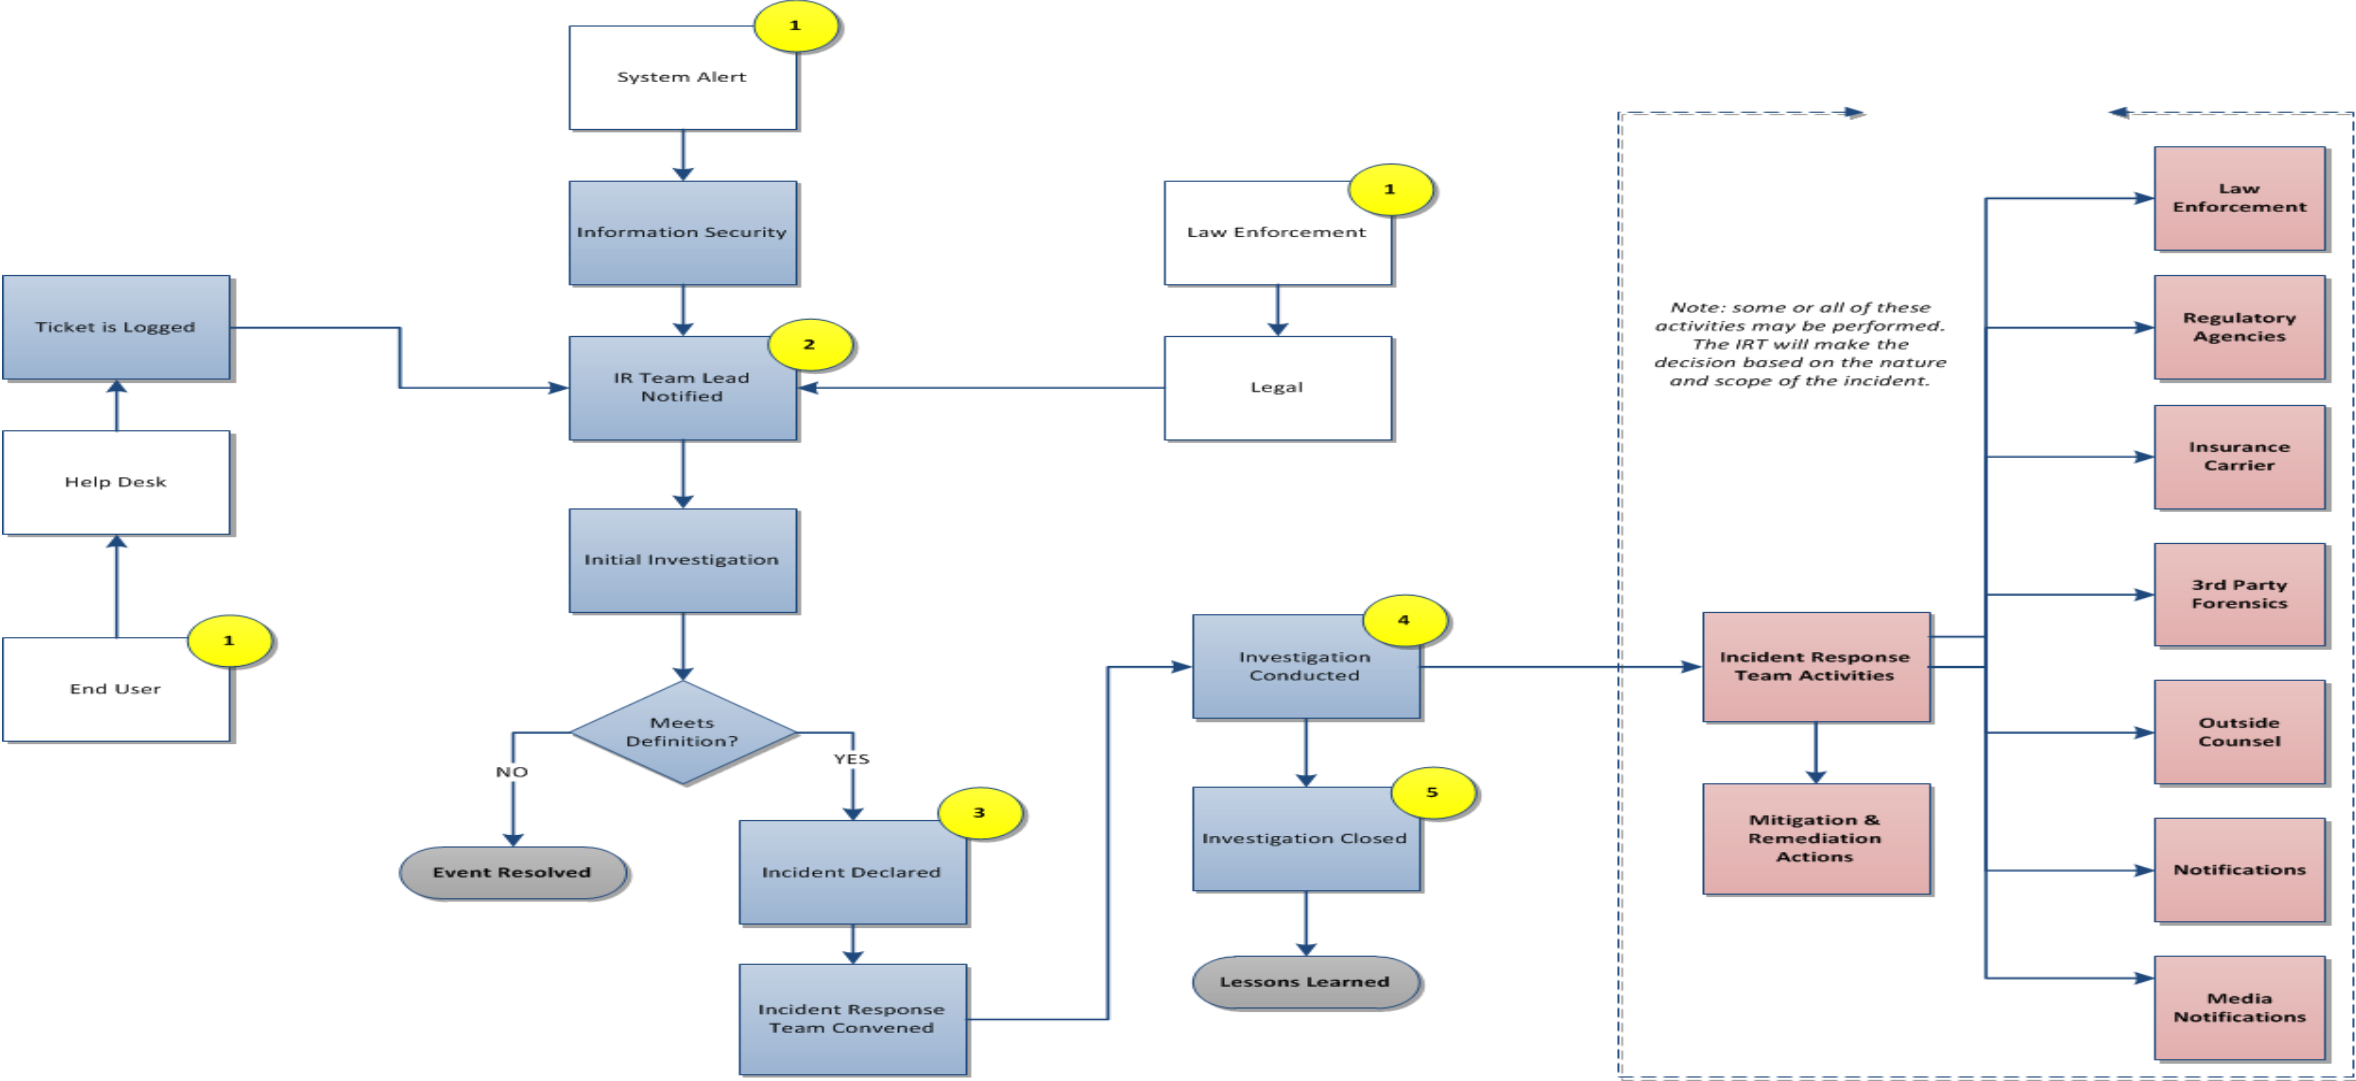 1
System Alert
Information Security
1
Law Enforcement
Ticket is Logged
2
IR Team Lead
Notified
Legal
Help Desk
Initial Investigation
1
End User
Meets
Definition?
NO
YES
Event Resolved
3
Incident Declared
Incident Response
Team Convened
4
Investigation
Conducted
5
Investigation Closed
Lessons Learned
Note: some or all of these
activities may be performed.
The IRT will make the
decision based on the nature
and scope of the incident.
Incident Response
Team Activities
Mitigation &
Remediation
Actions
Law
Enforcement
Regulatory
Agencies
Insurance
Carrier
3rd Party
Forensics
Outside
Counsel
Notifications
Media
Notifications